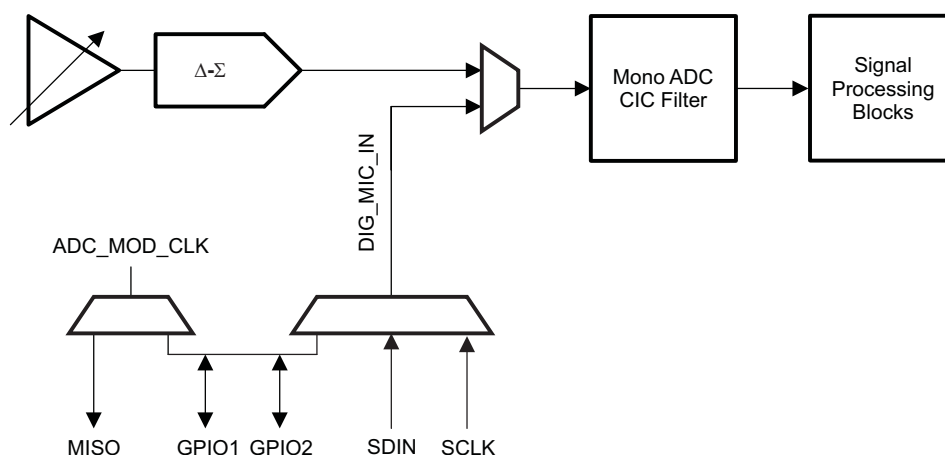 Δ-Σ
Mono ADC
CIC Filter
Signal
Processing
Blocks
DIG_MIC_IN
ADC_MOD_CLK
MISO
GPIO1
GPIO2
SDIN
SCLK